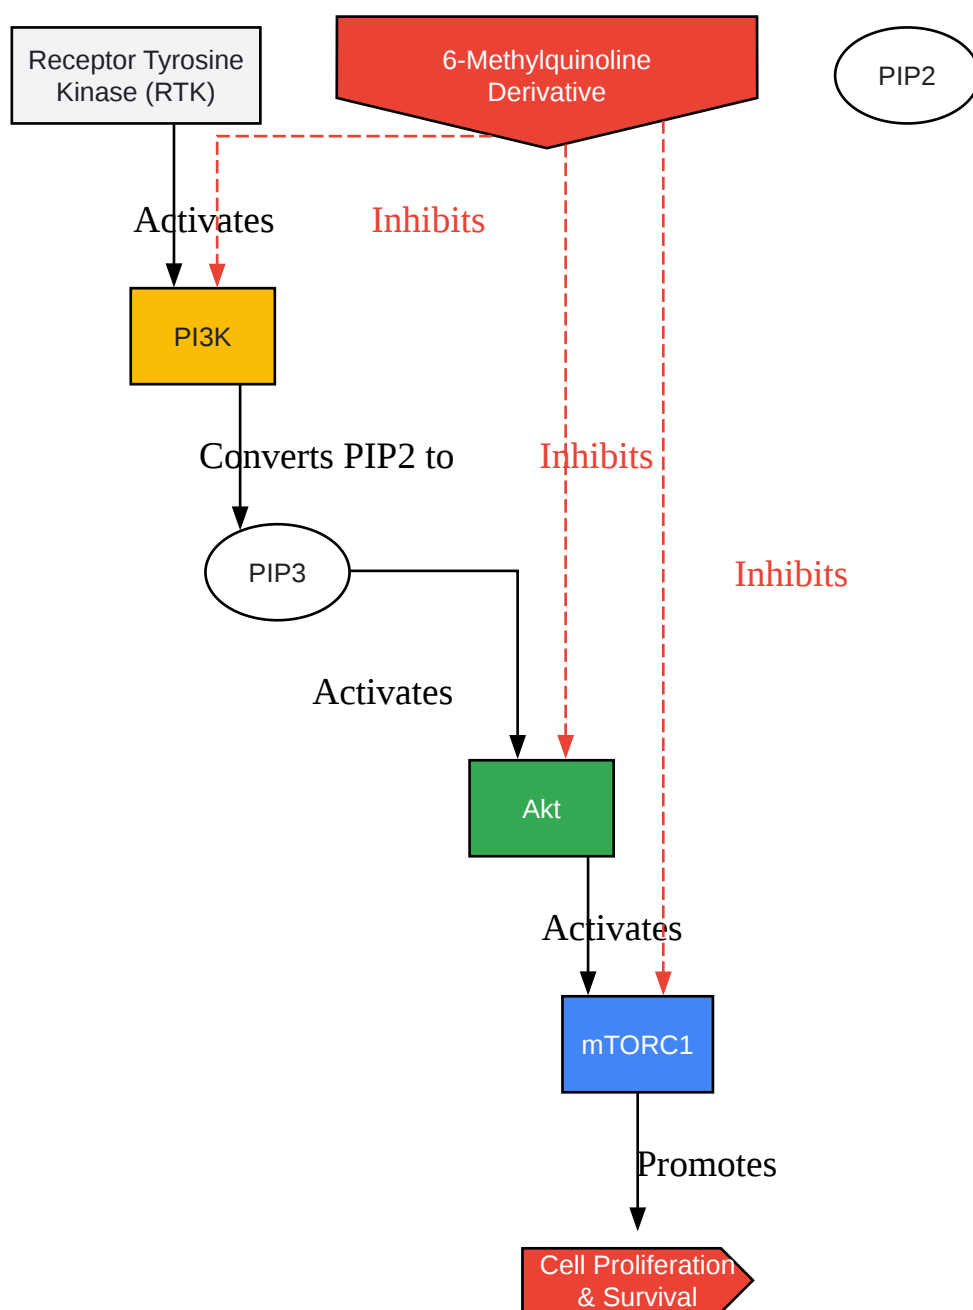 Receptor Tyrosine
Kinase (RTK)
6-Methylquinoline
Derivative
PIP2
Activates
Inhibits
PI3K
Converts PIP2 to
Inhibits
PIP3
Inhibits
Activates
Akt
Activates
mTORC1
Promotes
Cell Proliferation
& Survival